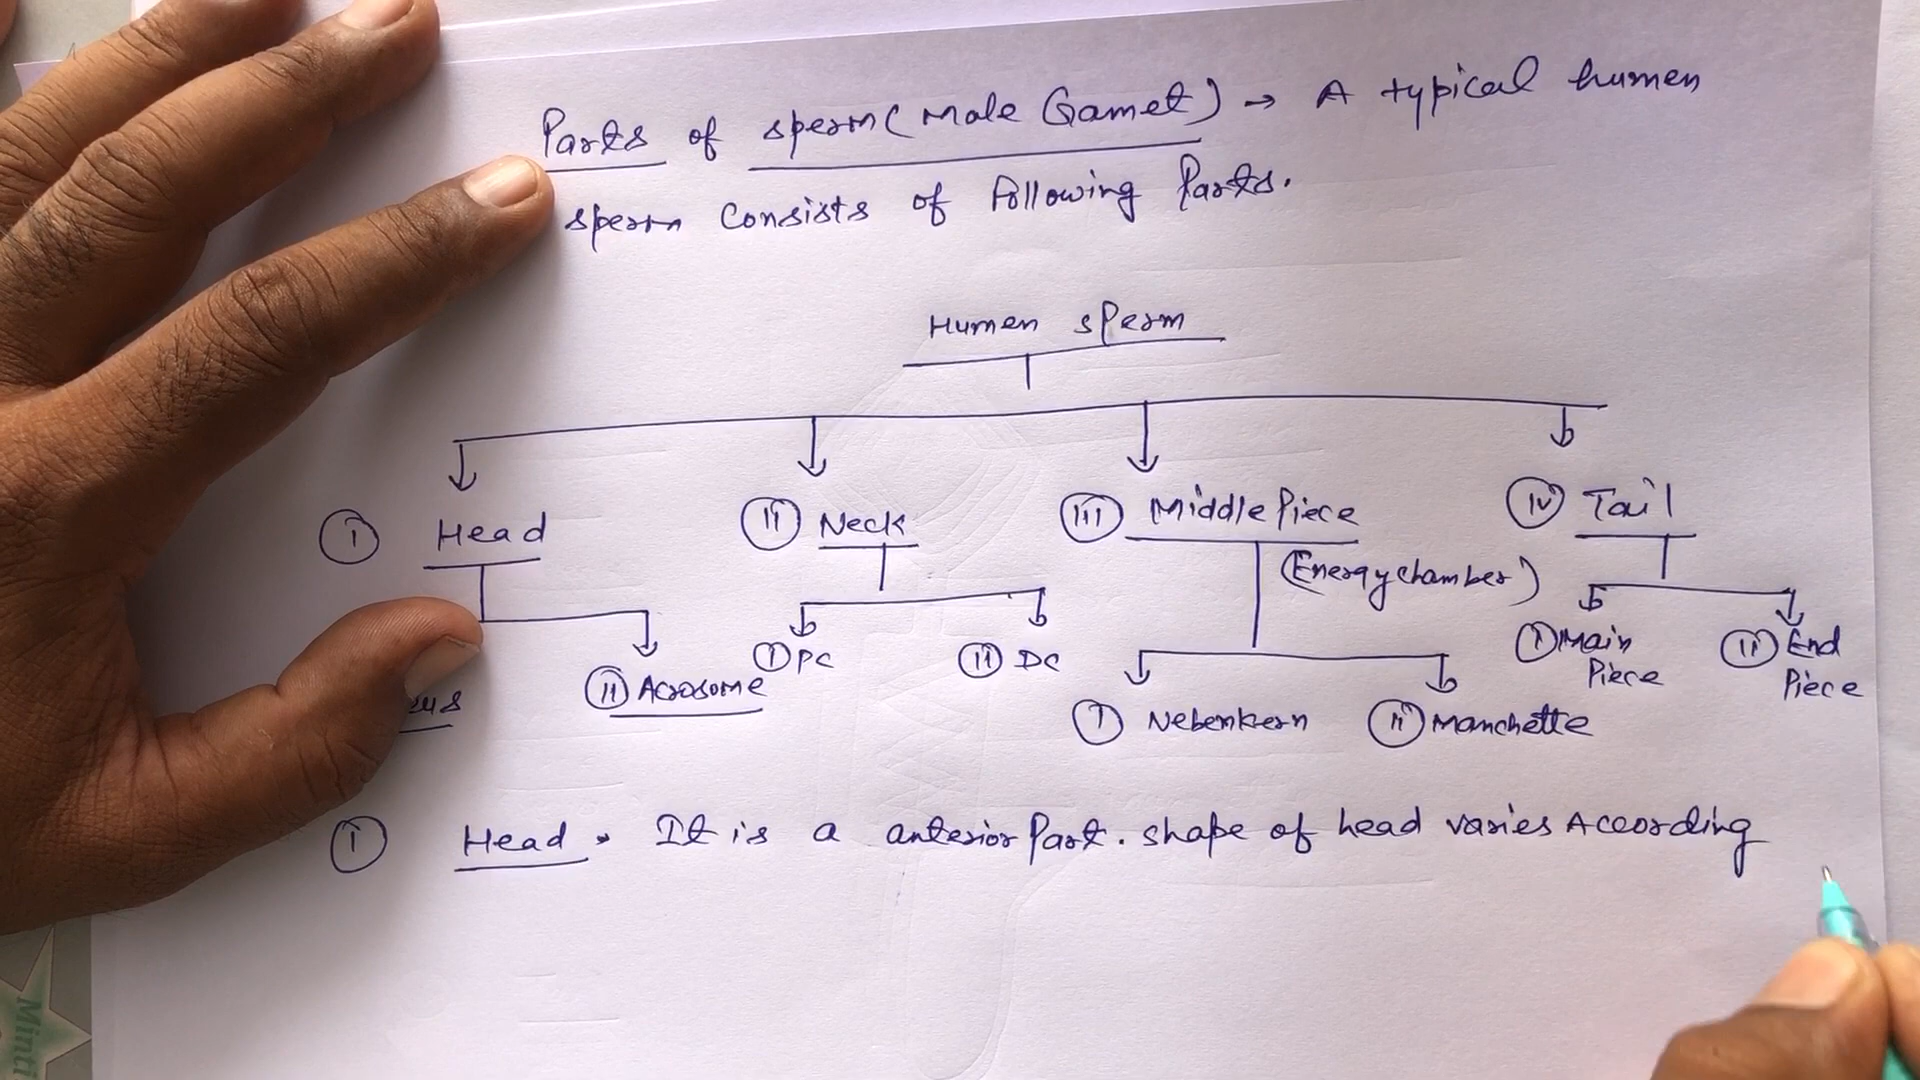 Parts of sperm (Male Gamet) → A typical humen
sperm Consists of following Parts.
Humen sperm
I Head II Neck III Middle Piece IV Tail
(Energy chamber)
I PC II DC I Main Piece II End Piece
II Acrosome
I Nebenkern II Manchette
I Head • It is a anterior Part. shape of head varies According
Minti